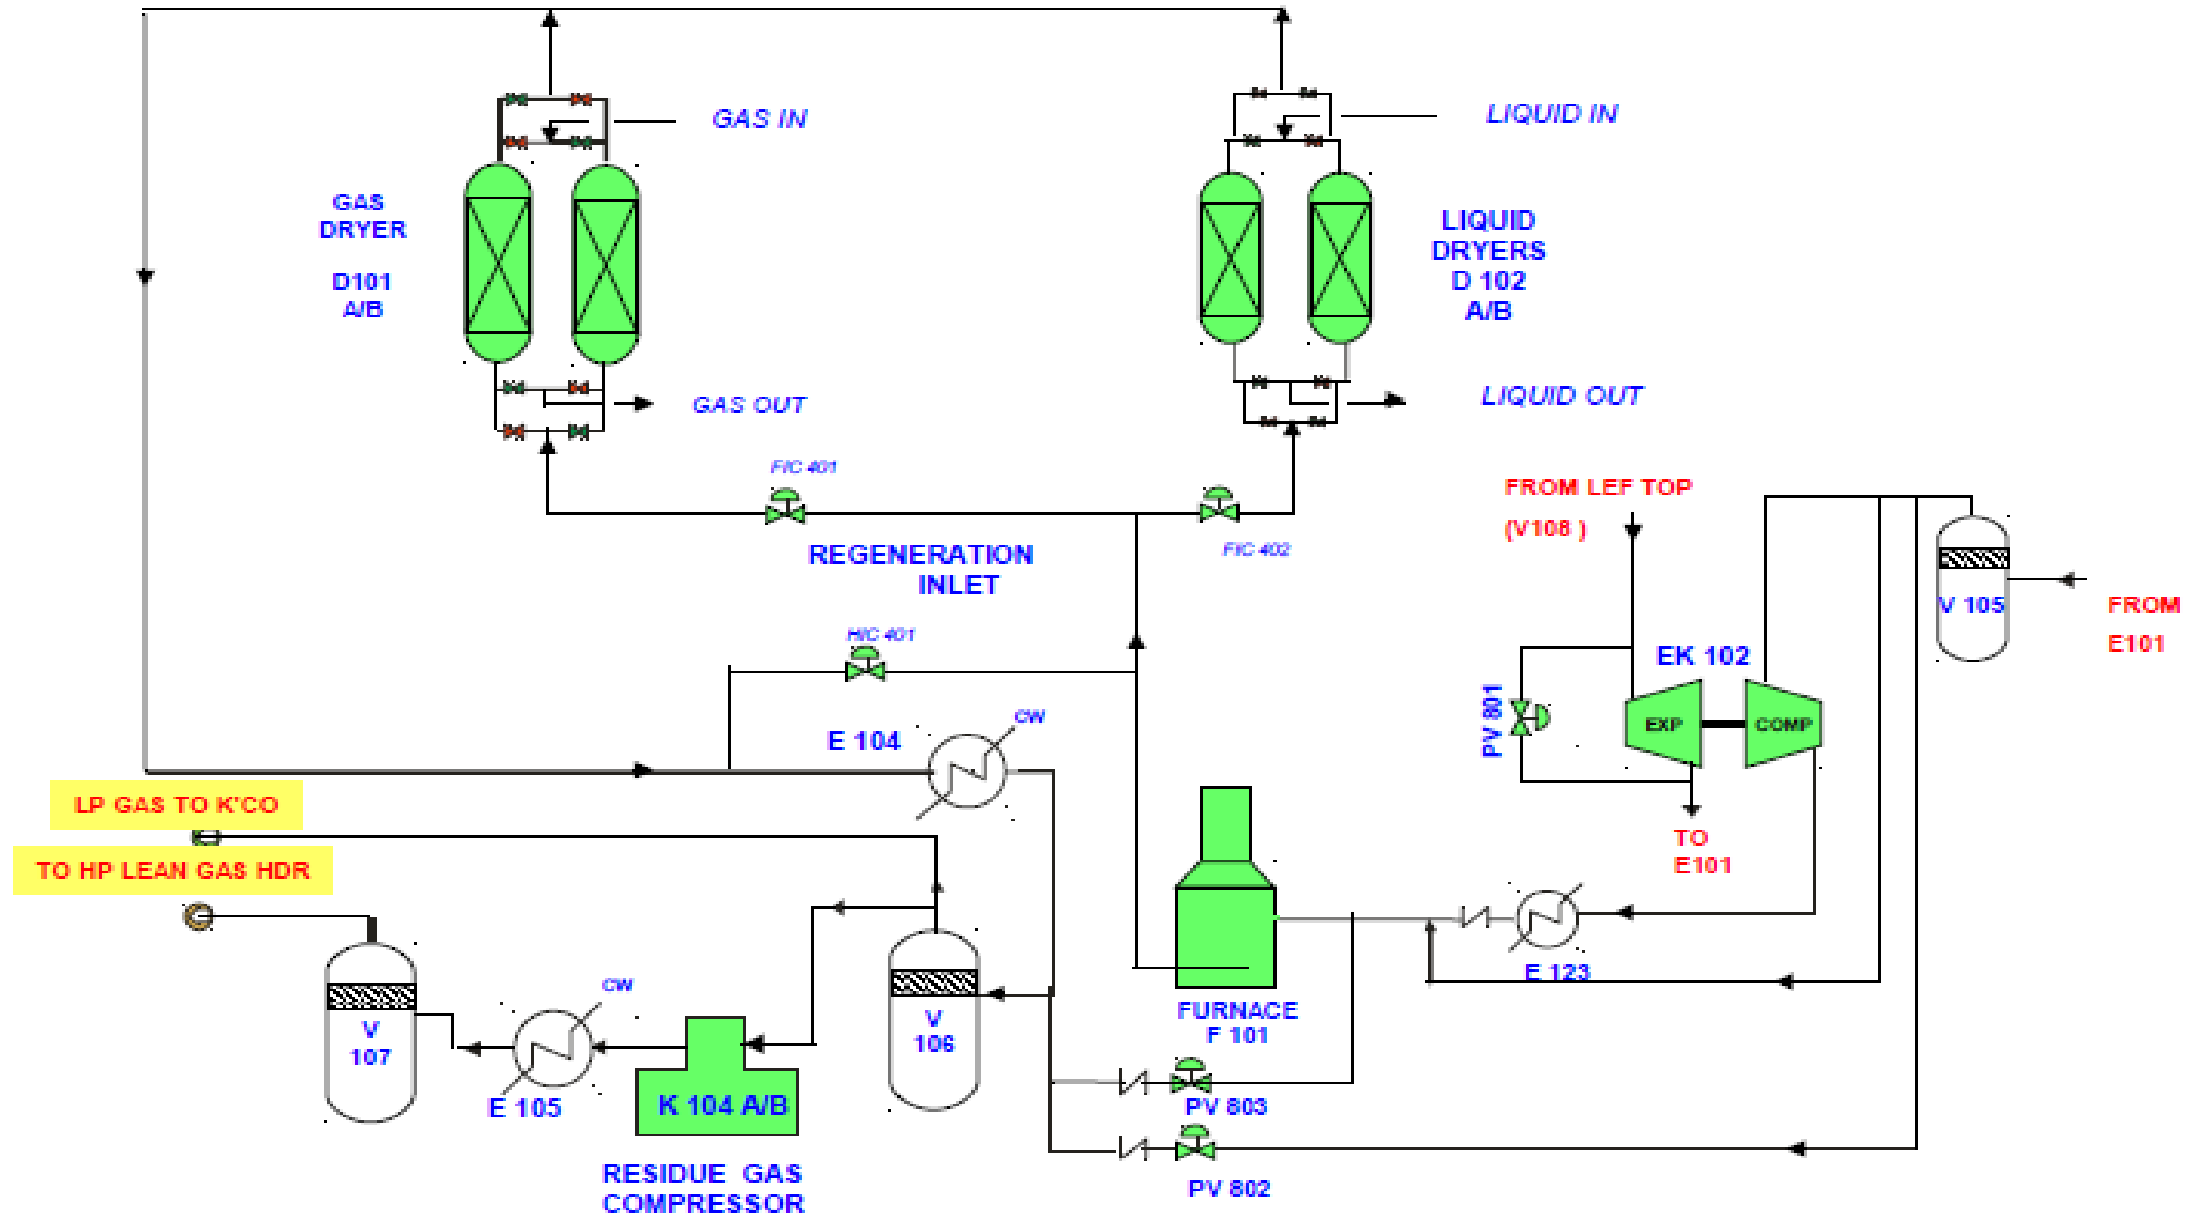 GAS IN
LIQUID IN
GAS
DRYER
D101
A/B
LIQUID
DRYERS
D 102
A/B
GAS OUT
LIQUID OUT
FIC 401
FIC 402
FROM LEF TOP
(V108 )
REGENERATION
INLET
V 105
FROM
E101
HIC 401
EK 102
PV 801
EXP
COMP
CW
E 104
LP GAS TO K'CO
TO HP LEAN GAS HDR
TO
E101
E 123
CW
FURNACE
F 101
V
107
V
106
E 105
K 104 A/B
PV 803
RESIDUE GAS
COMPRESSOR
PV 802